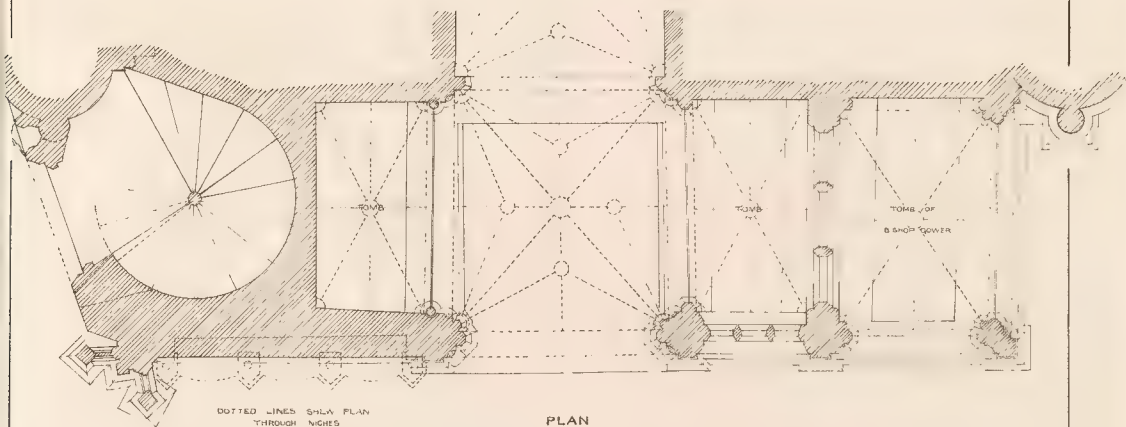 TOMB
TOMB
TOMB OF
BISHOP GOWER
DOTTED LINES SHEW PLAN
THROUGH NICHES
PLAN